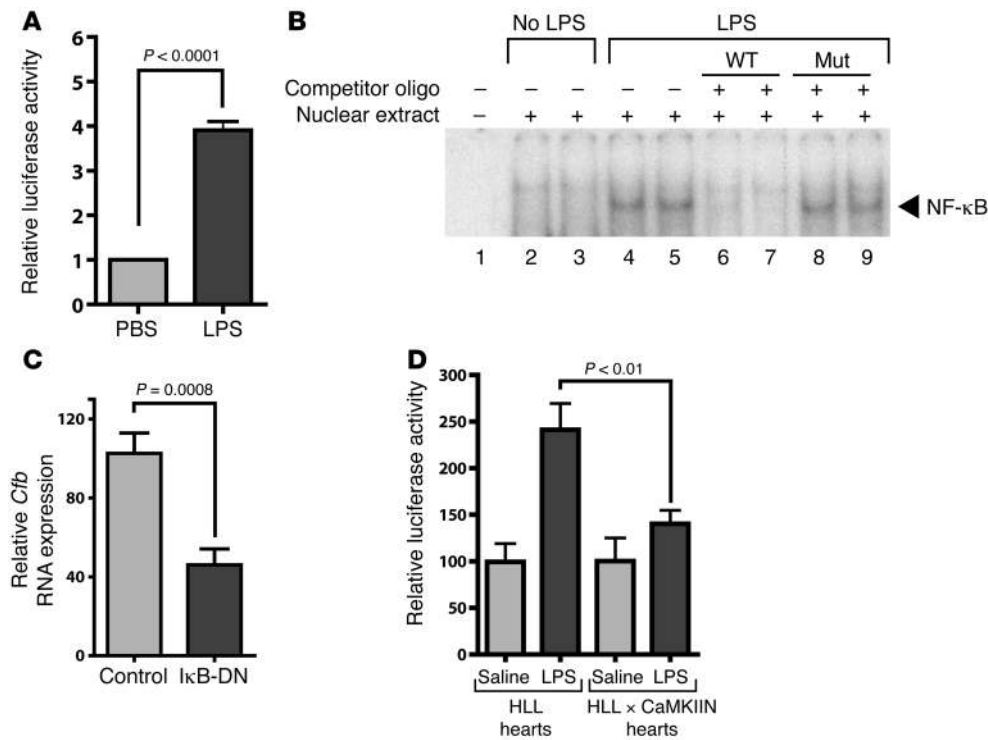 A
Relative luciferase activity
6
5
4
3
2
1
0
P < 0.0001
PBS LPS
B
No LPS LPS
WT Mut
Competitor oligo – – – – – + + + +
Nuclear extract – + + + + + + + +
NF-κB
1 2 3 4 5 6 7 8 9
C
Relative Cfb
RNA expression
P = 0.0008
120
80
40
0
Control IκB-DN
D
Relative luciferase activity
P < 0.01
300
250
200
150
100
50
0
Saline LPS Saline LPS
HLL HLL × CaMKIIN
hearts hearts